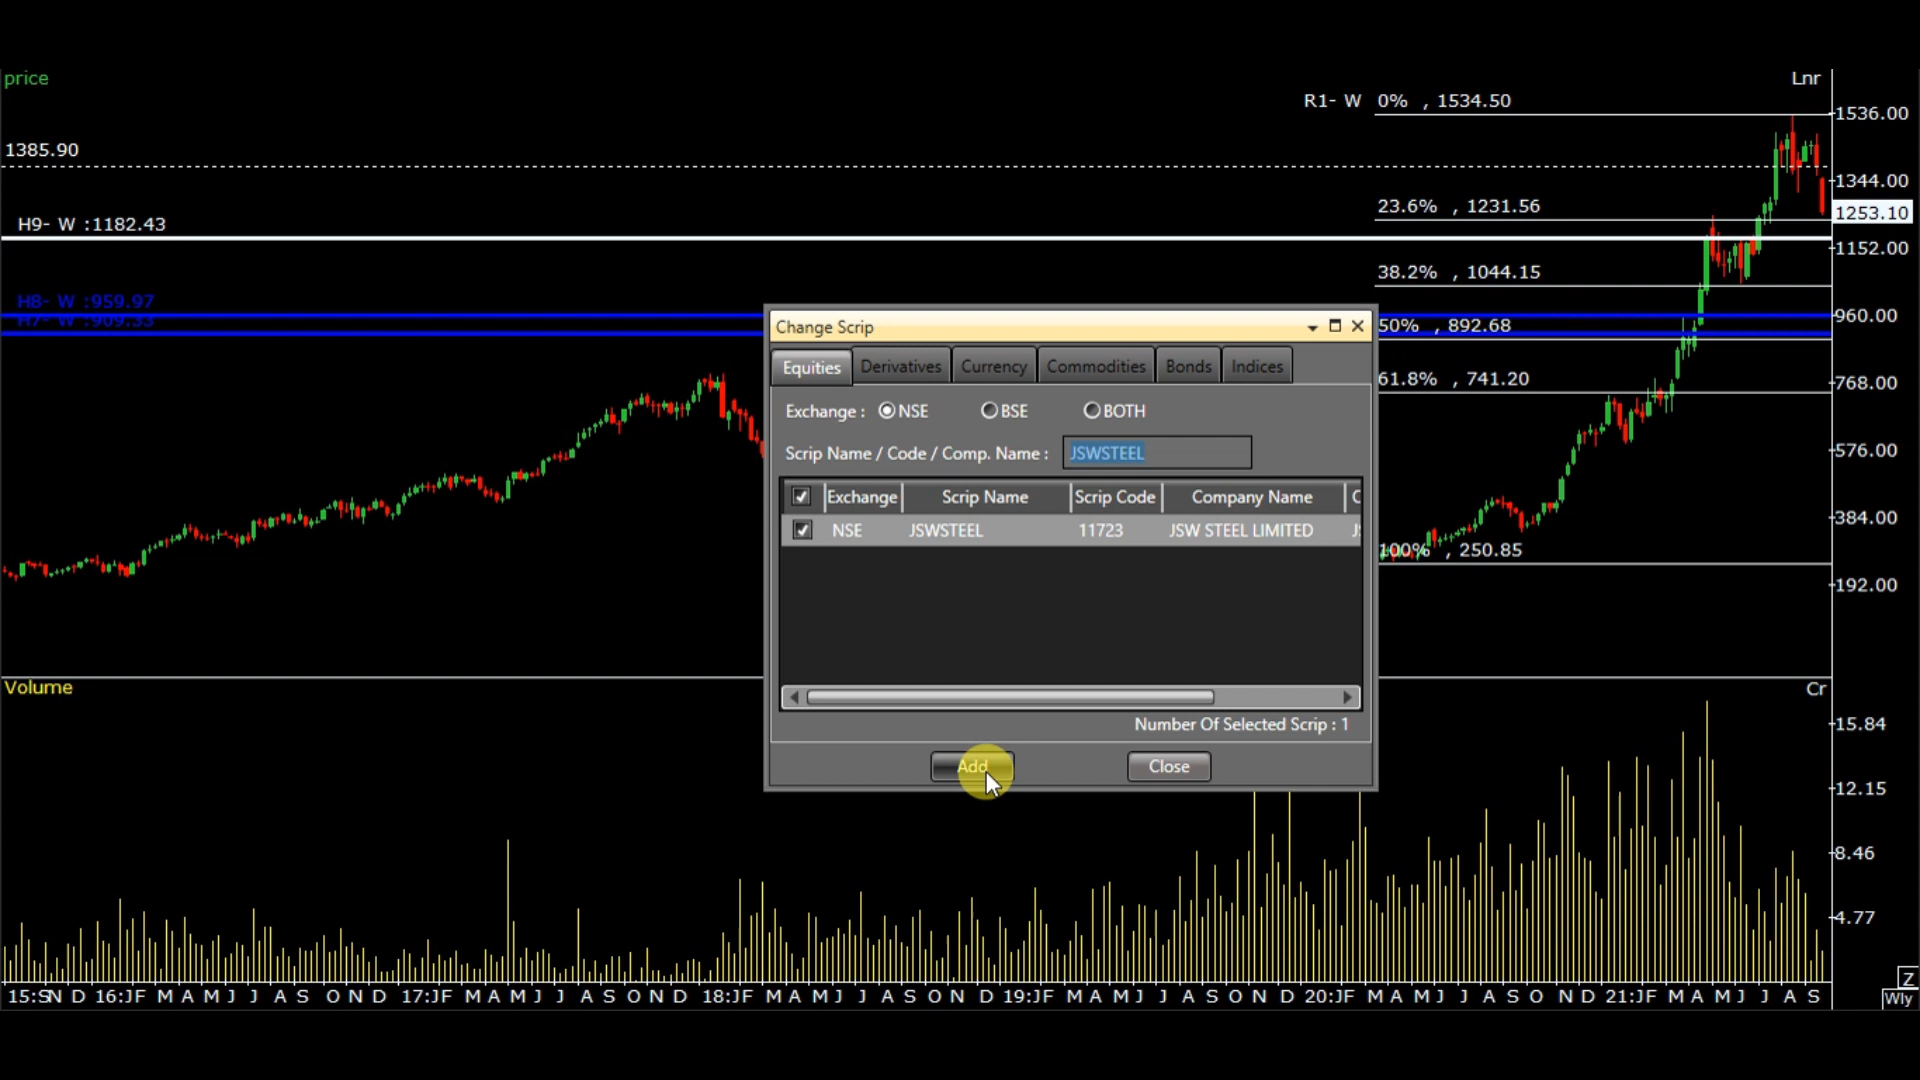 price
Lnr
R1- W 0% , 1534.50
1536.00
1385.90
1344.00
23.6% , 1231.56
1253.10
H9- W :1182.43
1152.00
38.2% , 1044.15
H8- W :959.97
960.00
H7- W :909.33
50% , 892.68
Change Scrip
Equities Derivatives Currency Commodities Bonds Indices
61.8% , 741.20
768.00
Exchange : NSE BSE BOTH
Scrip Name / Code / Comp. Name : JSWSTEEL
576.00
Exchange Scrip Name Scrip Code Company Name C
384.00
NSE JSWSTEEL 11723 JSW STEEL LIMITED
100% , 250.85
192.00
Volume
Cr
Number Of Selected Scrip : 1
15.84
Add Close
12.15
8.46
4.77
Z
15:SN D 16:JF M A M J J A S O N D 17:JF M A M J J A S O N D 18:JF M A M J J A S O N D 19:JF M A M J J A S O N D 20:JF M A M J J A S O N D 21:JF M A M J J A S
Wly